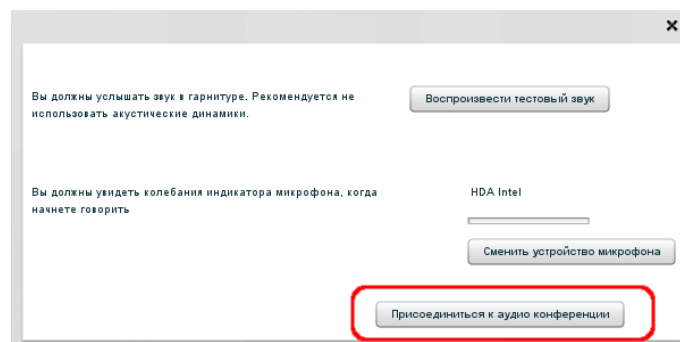 Вы должны услышать звук в гарнитуре. Рекомендуется не
использовать акустические динамики.
Воспроизвести тестовый звук
Вы должны увидеть колебания индикатора микрофона, когда
начнете говорить
HDA Intel
Сменить устройство микрофона
Присоединиться к аудио конференции